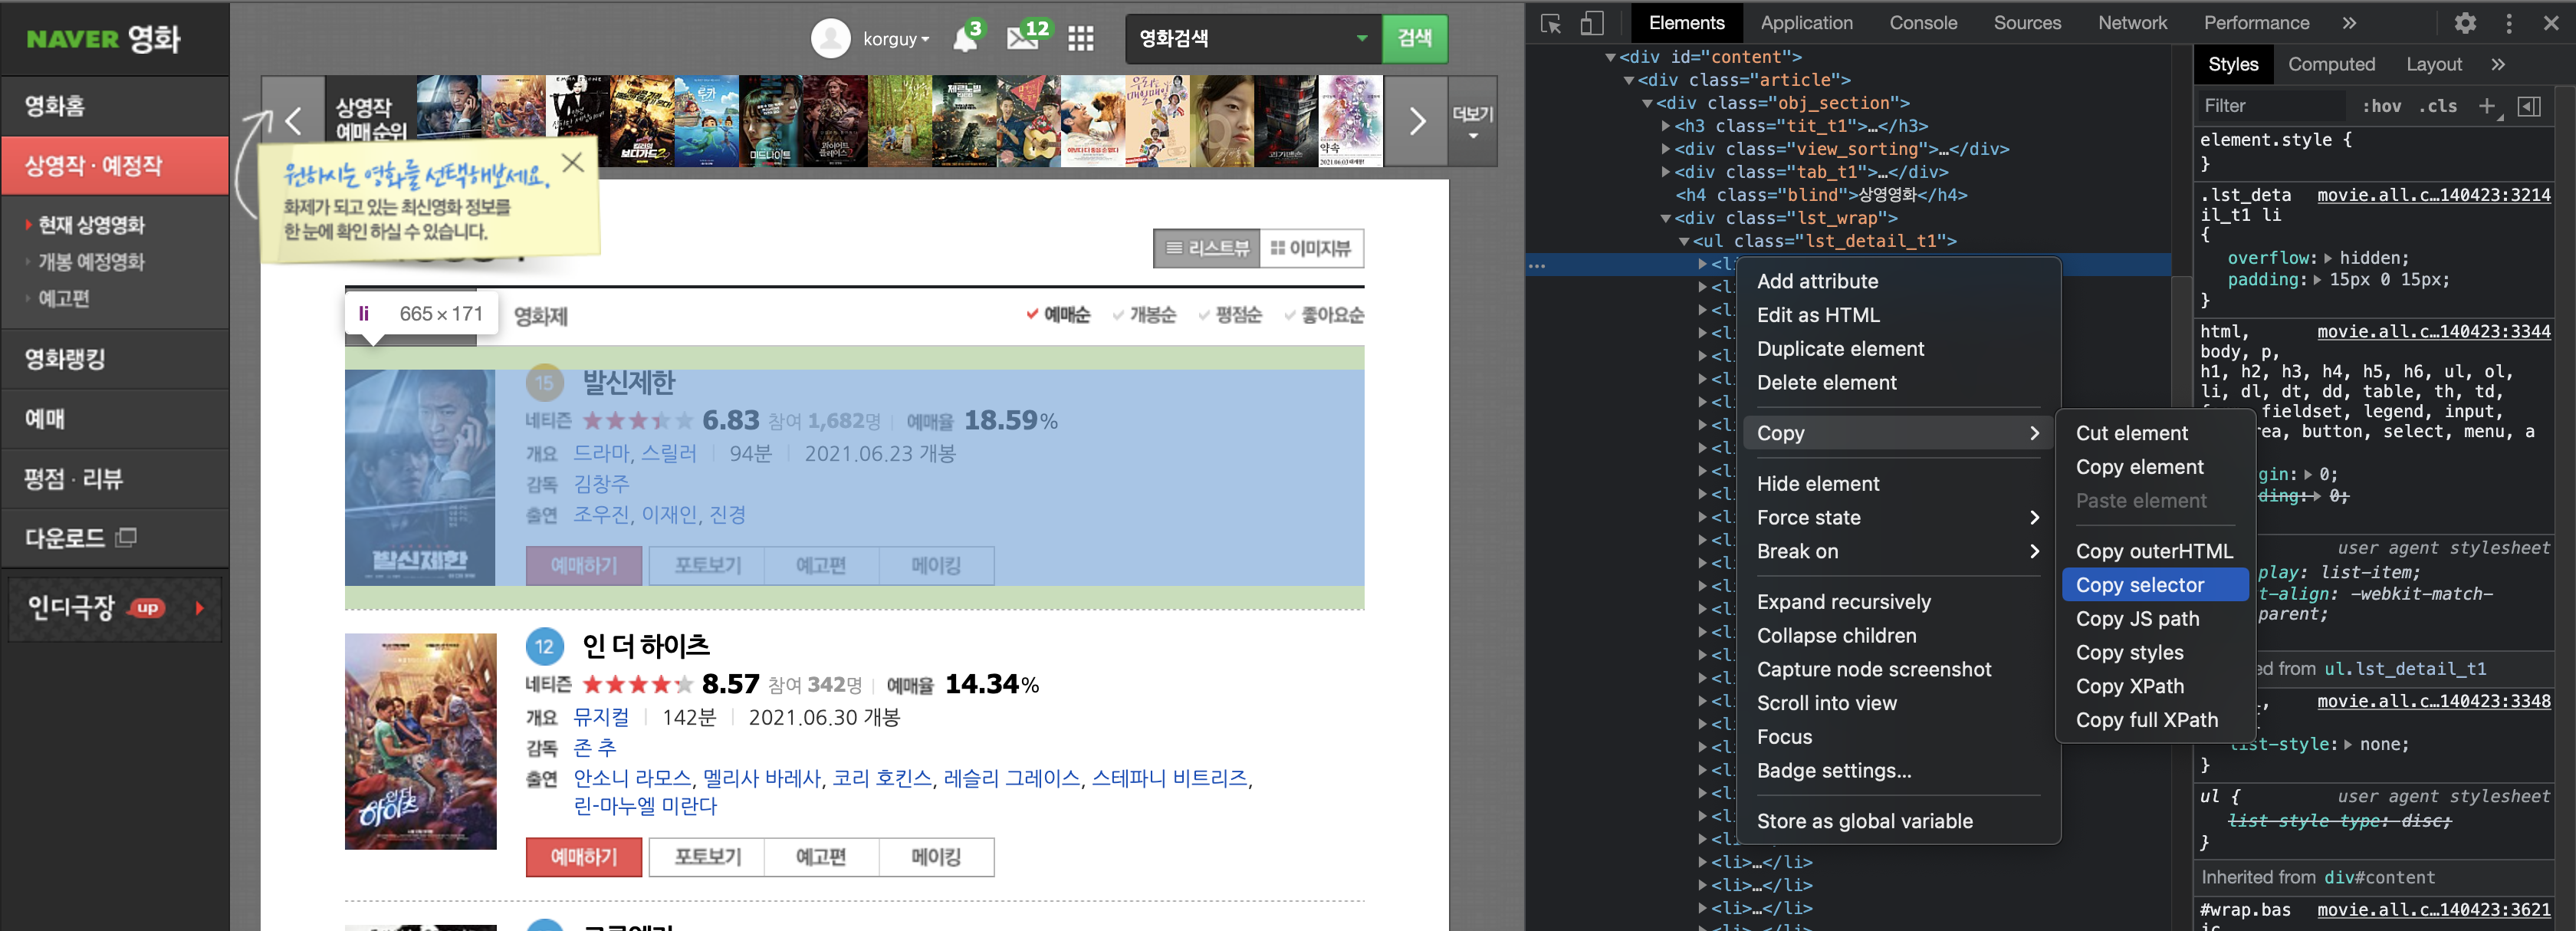 NAVER 영화
영화홈
상영작 · 예정작
현재 상영영화
개봉 예정영화
예고편
영화랭킹
예매
평점 · 리뷰
다운로드
인디극장 up
korguy
3
12
영화검색
검색
상영작
예매순위
더보기
원하시는 영화를 선택해보세요.
화제가 되고 있는 최신영화 정보를
한 눈에 확인 하실 수 있습니다.
리스트뷰
이미지뷰
li 665 × 171
영화제
예매순 개봉순 평점순 좋아요순
15 발신제한
네티즌 6.83 참여 1,682명 예매율 18.59%
개요 드라마, 스릴러 94분 2021.06.23 개봉
감독 김창주
출연 조우진, 이재인, 진경
발신제한
예매하기 포토보기 예고편 메이킹
12 인 더 하이츠
네티즌 8.57 참여 342명 예매율 14.34%
개요 뮤지컬 142분 2021.06.30 개봉
감독 존 추
출연 안소니 라모스, 멜리사 바레사, 코리 호킨스, 레슬리 그레이스, 스테파니 비트리즈,
린-마누엘 미란다
인 더
하이츠
예매하기 포토보기 예고편 메이킹
Elements Application Console Sources Network Performance
<div id="content">
<div class="article">
<div class="obj_section">
<h3 class="tit_t1">…</h3>
<div class="view_sorting">…</div>
<div class="tab_t1">…</div>
<h4 class="blind">상영영화</h4>
<div class="lst_wrap">
<ul class="lst_detail_t1">
Add attribute
Edit as HTML
Duplicate element
Delete element
Copy
Hide element
Force state
Break on
Expand recursively
Collapse children
Capture node screenshot
Scroll into view
Focus
Badge settings...
Store as global variable
<li>…</li>
<li>…</li>
<li>…</li>
Cut element
Copy element
Paste element
Copy outerHTML
Copy selector
Copy JS path
Copy styles
Copy XPath
Copy full XPath
Styles Computed Layout
Filter :hov .cls
element.style {
}
.lst_deta movie.all.c…140423:3214
il_t1 li
{
overflow: hidden;
padding: 15px 0 15px;
}
html, movie.all.c…140423:3344
body, p,
h1, h2, h3, h4, h5, h6, ul, ol,
li, dl, dt, dd, table, th, td,
fieldset, legend, input,
rea, button, select, menu, a
gin: 0;
ding: 0;
user agent stylesheet
play: list-item;
t-align: -webkit-match-
parent;
ed from ul.lst_detail_t1
movie.all.c…140423:3348
list-style: none;
}
ul { user agent stylesheet
list-style-type: disc;
}
Inherited from div#content
#wrap.bas movie.all.c…140423:3621